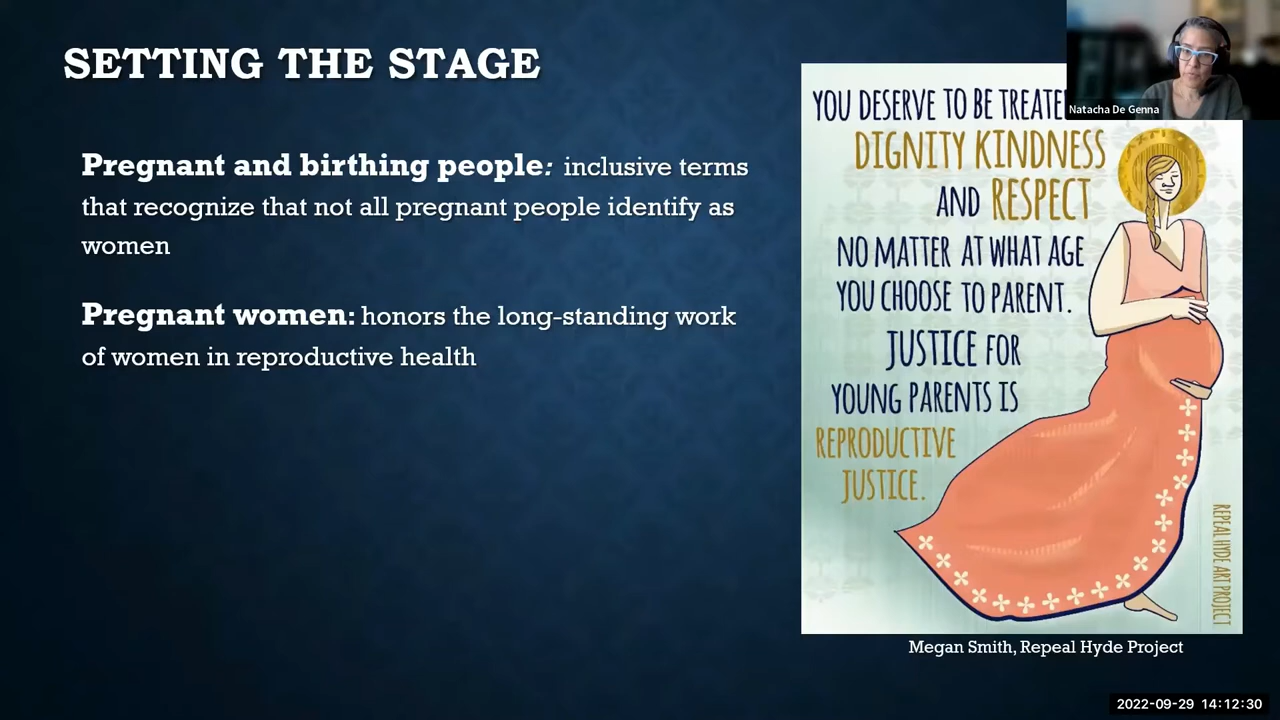 SETTING THE STAGE
Pregnant and birthing people: inclusive terms
that recognize that not all pregnant people identify as
women
Pregnant women: honors the long-standing work
of women in reproductive health
YOU DESERVE TO BE TREATE
DIGNITY KINDNESS
AND RESPECT
NO MATTER AT WHAT AGE
YOU CHOOSE TO PARENT.
JUSTICE FOR
YOUNG PARENTS IS
REPRODUCTIVE
JUSTICE.
REPEAL HYDE ART PROJECT
Megan Smith, Repeal Hyde Project
Natacha De Genna
2022-09-29 14:12:30